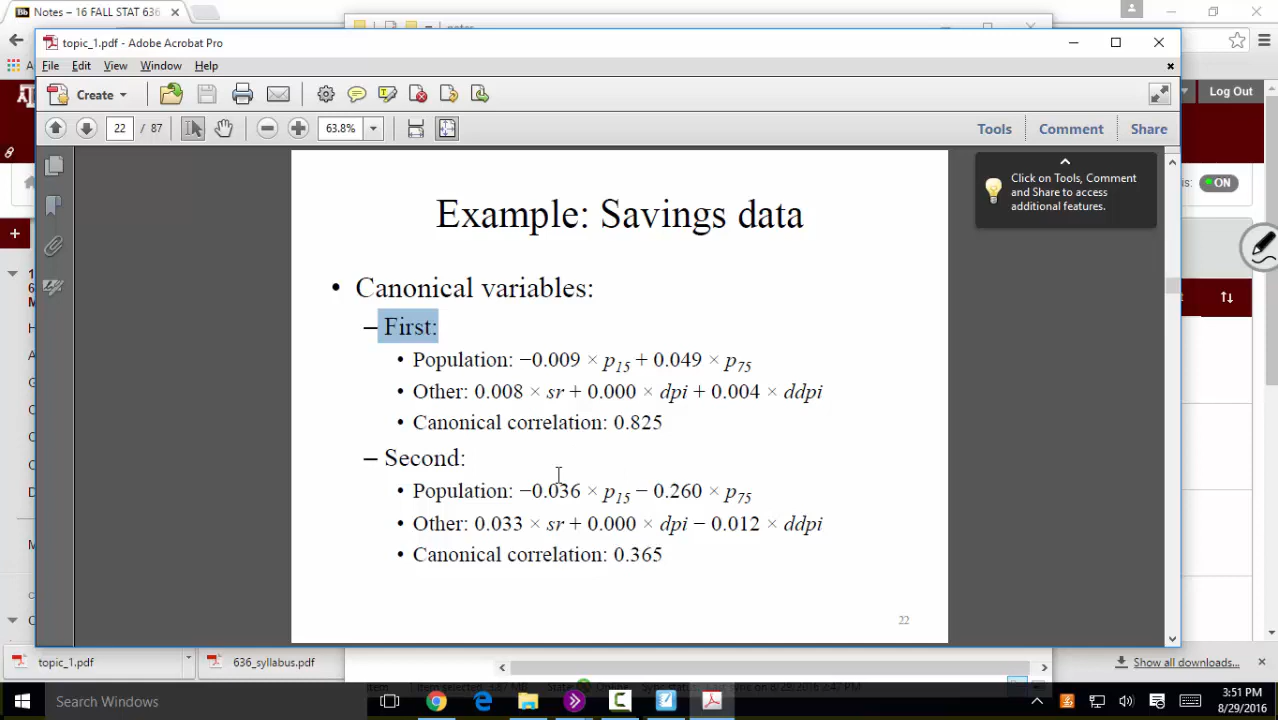 Notes – 16 FALL STAT 636
topic_1.pdf - Adobe Acrobat Pro
File Edit View Window Help
Create
Log Out
22 / 87
63.8%
Tools Comment Share
Click on Tools, Comment
and Share to access
additional features.
is: ON
Example: Savings data
• Canonical variables:
– First:
• Population: −0.009 × p15 + 0.049 × p75
• Other: 0.008 × sr + 0.000 × dpi + 0.004 × ddpi
• Canonical correlation: 0.825
– Second:
• Population: −0.036 × p15 − 0.260 × p75
• Other: 0.033 × sr + 0.000 × dpi − 0.012 × ddpi
• Canonical correlation: 0.365
22
topic_1.pdf
636_syllabus.pdf
Show all downloads...
Search Windows
3:51 PM
8/29/2016